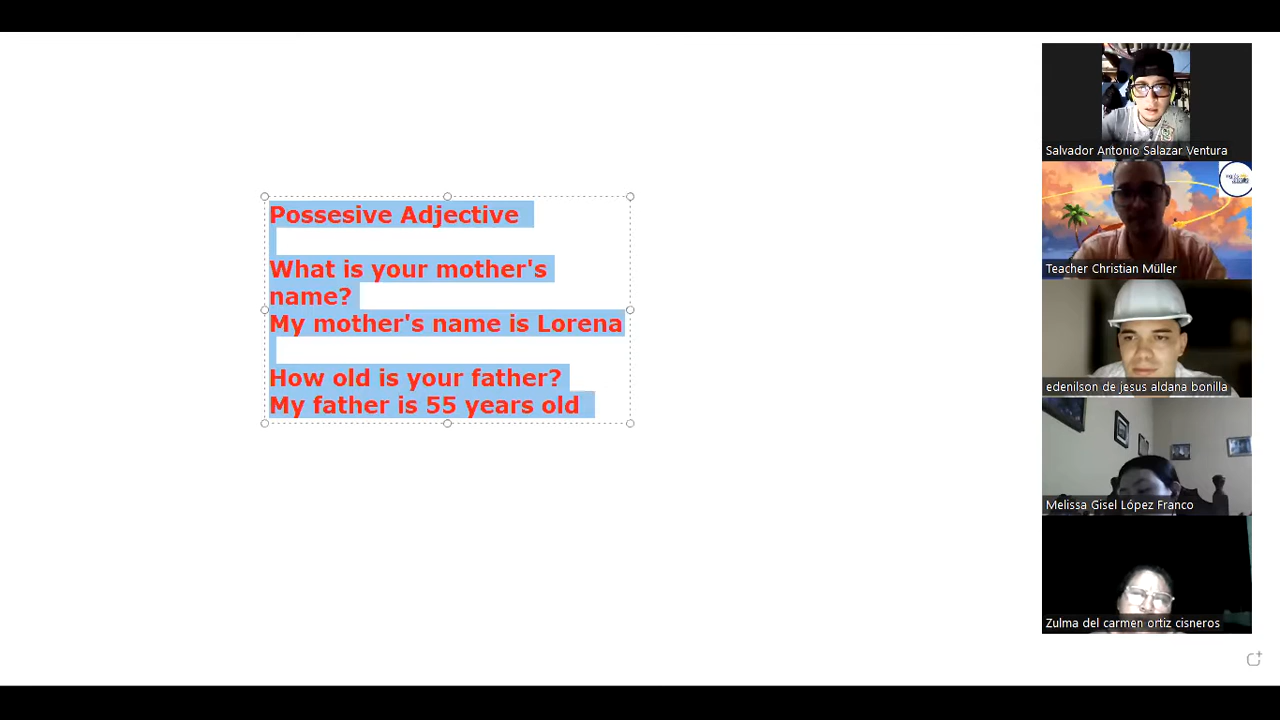 Possesive Adjective
What is your mother's
name?
My mother's name is Lorena
How old is your father?
My father is 55 years old
Salvador Antonio Salazar Ventura
Teacher Christian Müller
edenilson de jesus aldana bonilla
Melissa Gisel López Franco
Zulma del carmen ortiz cisneros